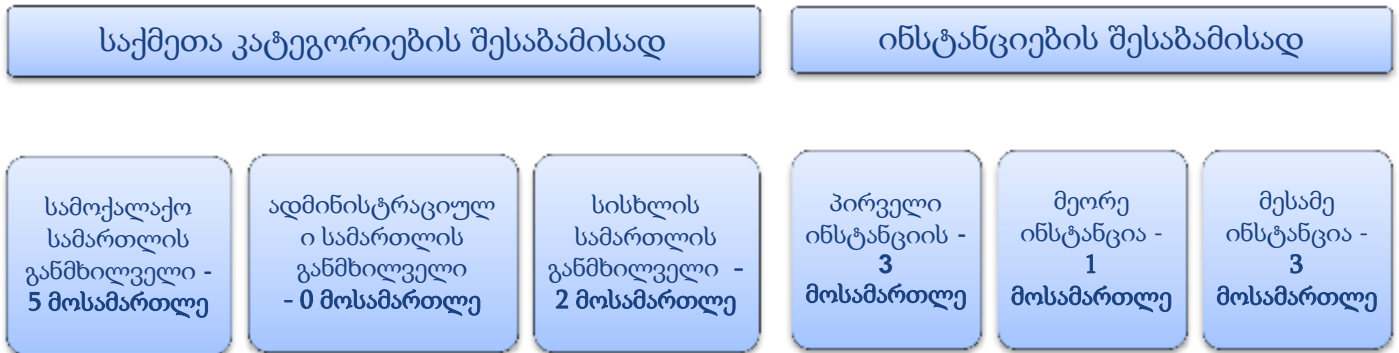 საქმეთა კატეგორიების შესაბამისად
ინსტანციების შესაბამისად
სამოქალაქო
სამართლის
განმხილველი -
5 მოსამართლე
ადმინისტრაციულ
ი სამართლის
განმხილველი
- 0 მოსამართლე
სისხლის
სამართლის
განმხილველი -
2 მოსამართლე
პირველი
ინსტანციის -
3
მოსამართლე
მეორე
ინსტანცია -
1
მოსამართლე
მესამე
ინსტანცია -
3
მოსამართლე